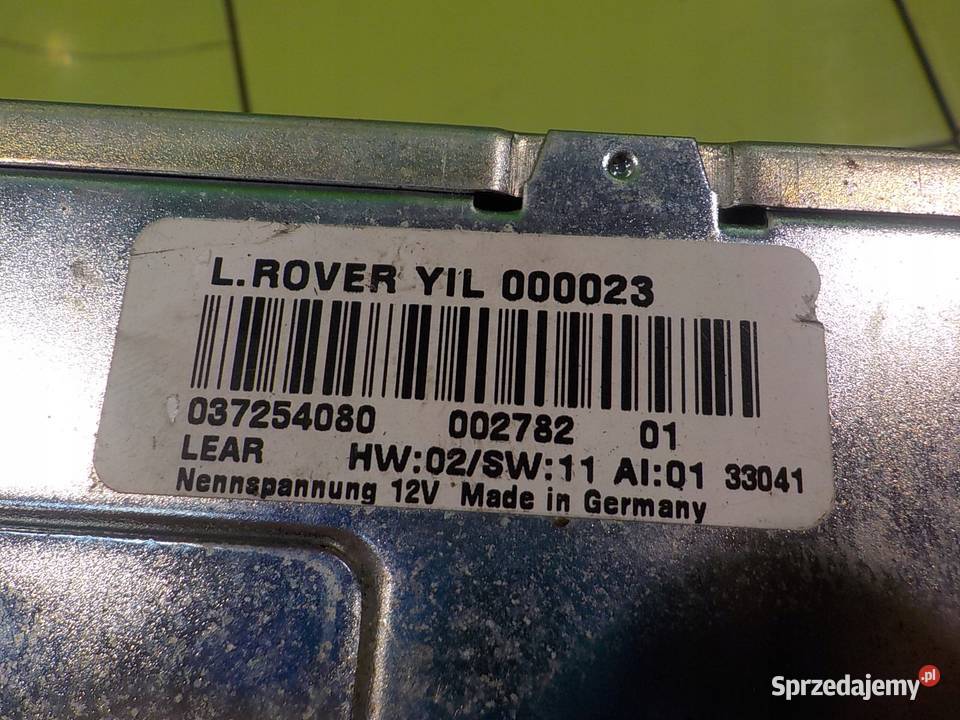 L.ROVER YIL 000023
037254080 002782 01
LEAR HW:02/SW:11 AI:01 33041
Nennspannung 12V Made in Germany
Sprzedajemy.pl